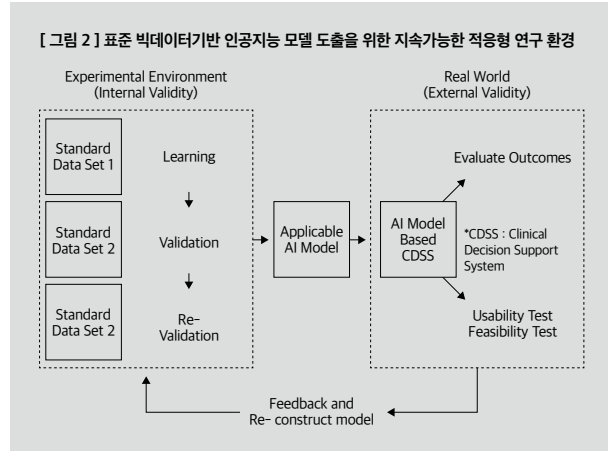 [ 그림 2 ] 표준 빅데이터기반 인공지능 모델 도출을 위한 지속가능한 적응형 연구 환경
Experimental Environment
(Internal Validity)
Real World
(External Validity)
Standard
Data Set 1
Learning
Standard
Data Set 2
Validation
Standard
Data Set 2
Re-
Validation
Applicable
AI Model
AI Model
Based
CDSS
Evaluate Outcomes
*CDSS : Clinical
Decision Support
System
Usability Test
Feasibility Test
Feedback and
Re- construct model